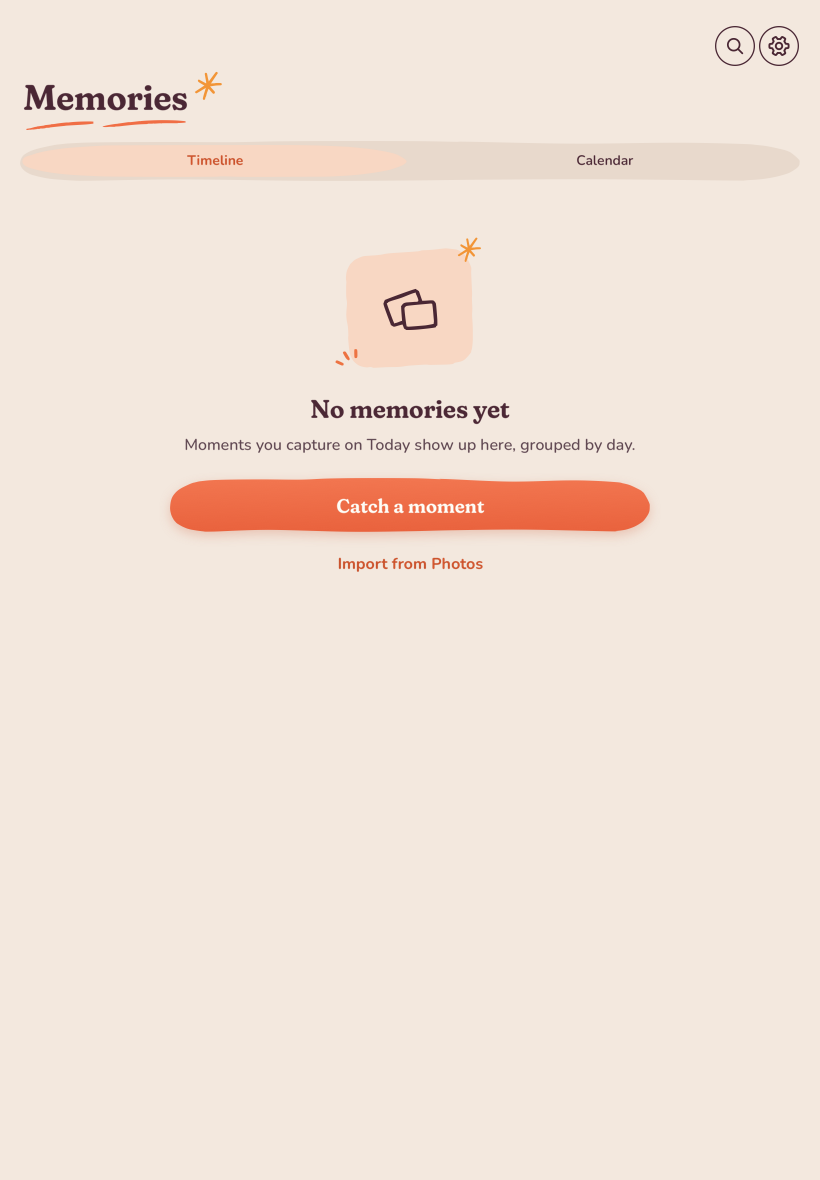 Memories
Timeline
Calendar
No memories yet
Moments you capture on Today show up here, grouped by day.
Catch a moment
Import from Photos